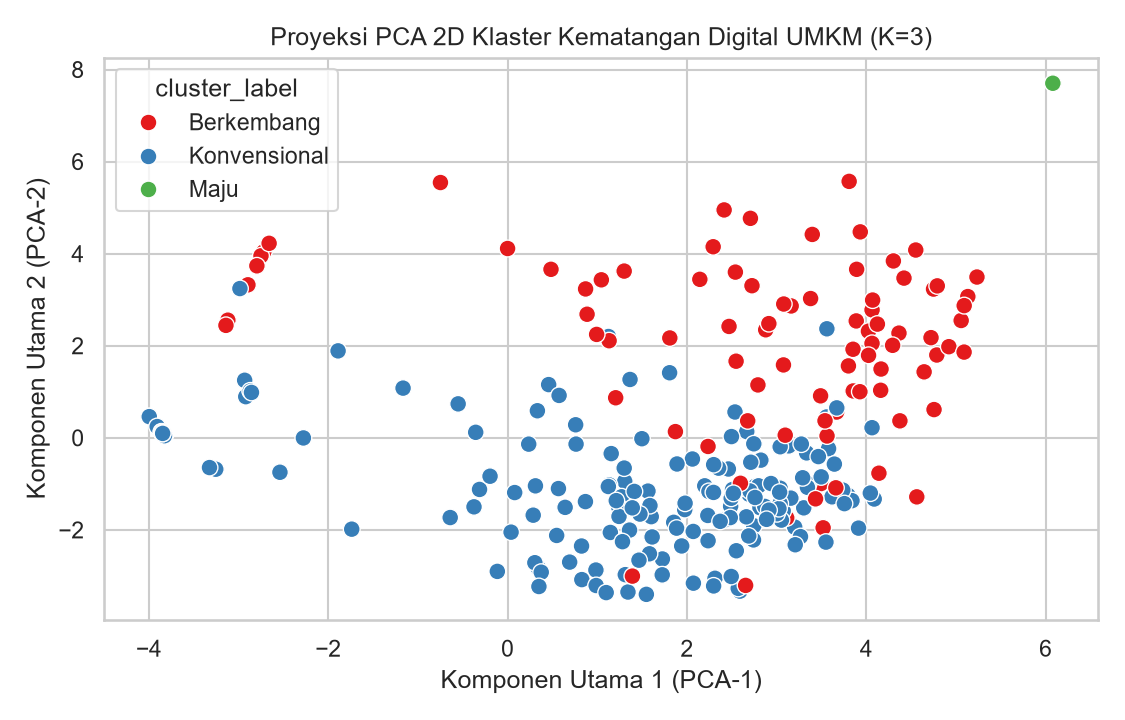 Proyeksi PCA 2D Klaster Kematangan Digital UMKM (K=3)
cluster_label
Berkembang
Konvensional
Maju
Komponen Utama 2 (PCA-2)
8
6
4
2
0
−2
−4
−2
0
2
4
6
Komponen Utama 1 (PCA-1)